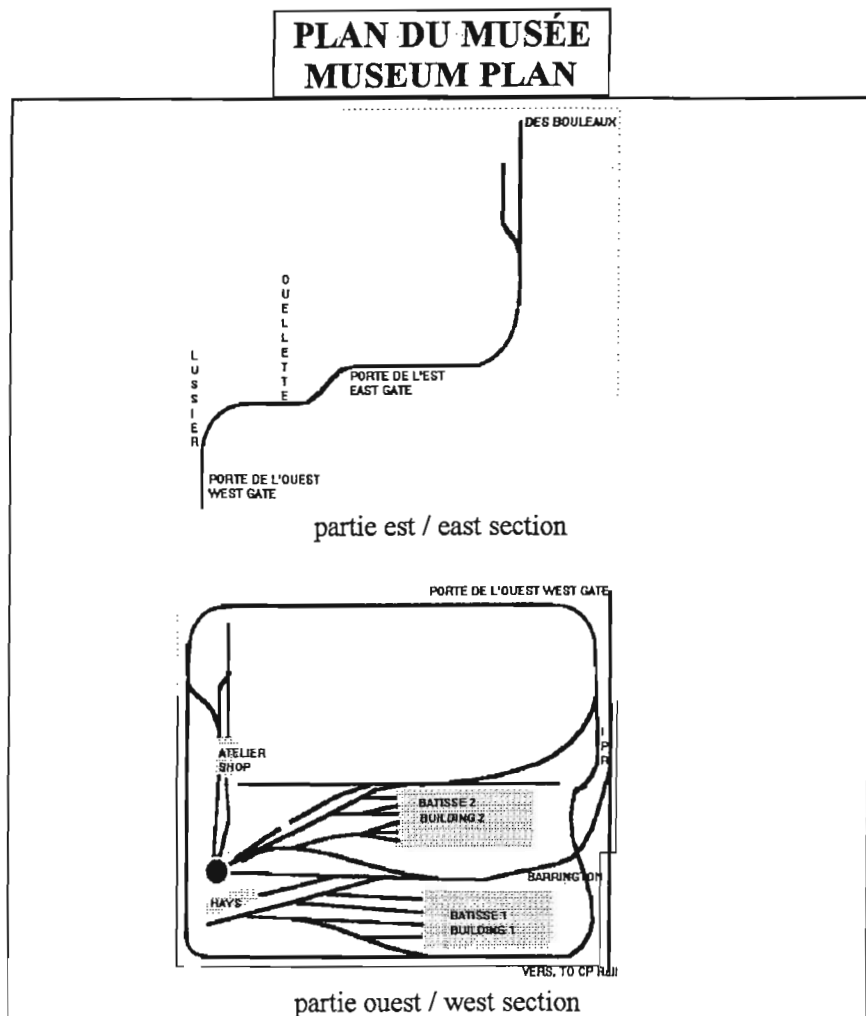 PLAN DU MUSÉE
MUSEUM PLAN
DES BOULEAUX
OUELLETTE
LUSSIER
PORTE DE L'EST
EAST GATE
PORTE DE L'OUEST
WEST GATE
partie est / east section
PORTE DE L'OUEST WEST GATE
IPR
ATELIER
SHOP
BATISSE 2
BUILDING 2
BARRINGTON
HAYS
BATISSE 1
BUILDING 1
VERS, TO CP RAIL
partie ouest / west section